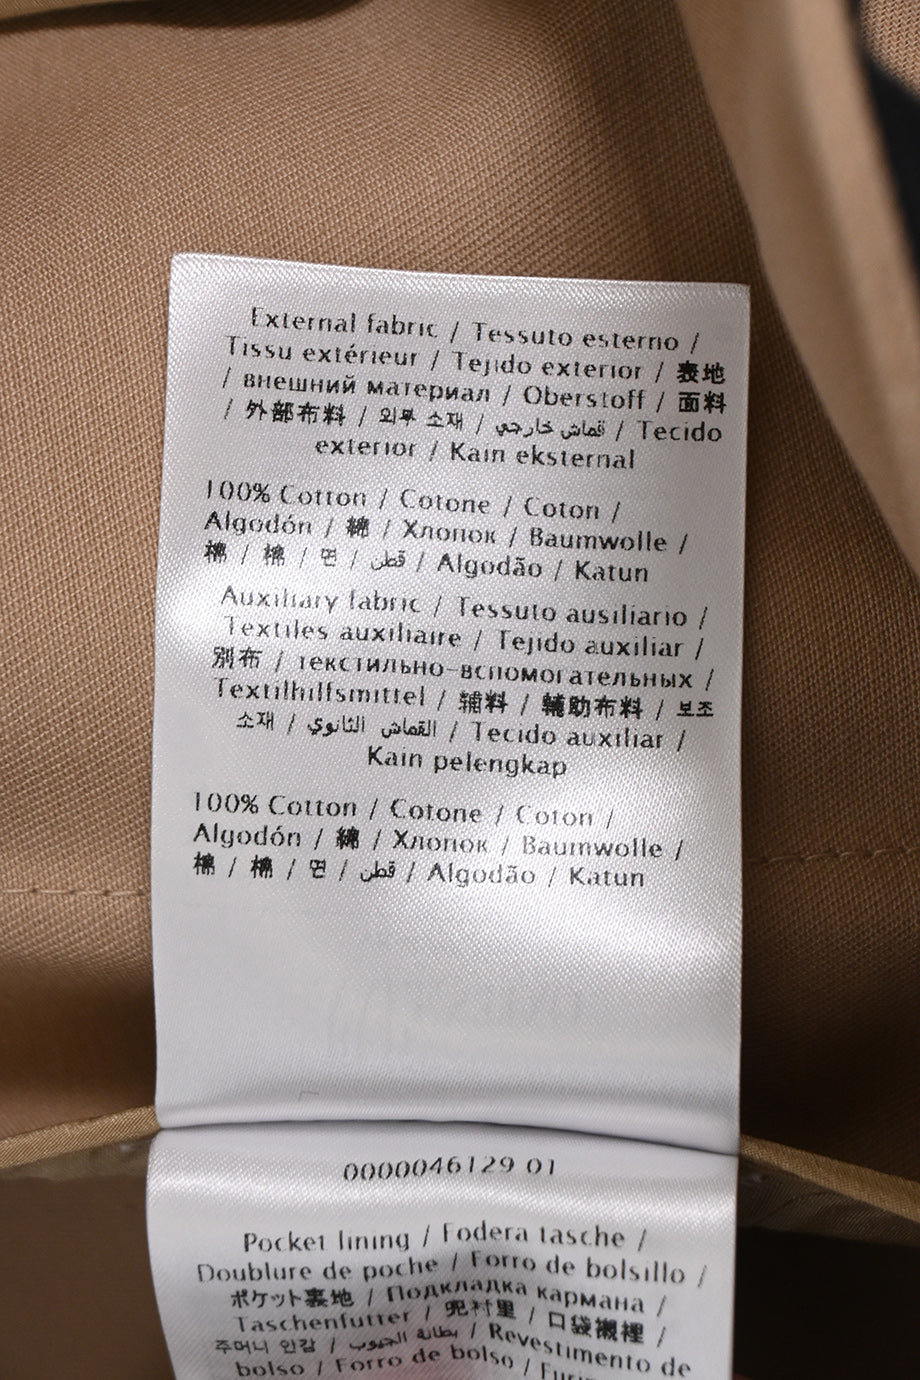 External fabric / Tessuto esterno /
Tissu extérieur / Tejido exterior / 表地
/ внешний материал / Oberstoff / 面料
/ 外部布料 / 외부 소재 / قماش خارجي / Tecido
exterior / Kain eksternal
100% Cotton / Cotone / Coton /
Algodón / 綿 / Хлопок / Baumwolle /
棉 / 棉 / 면 / قطن / Algodão / Katun
Auxiliary fabric / Tessuto ausiliario /
Textiles auxiliaire / Tejido auxiliar /
別布 / текстильно-вспомогательных /
Textilhilfsmittel / 辅料 / 輔助布料 / 보조
소재 / القماش الثانوي / Tecido auxiliar /
Kain pelengkap
100% Cotton / Cotone / Coton /
Algodón / 綿 / Хлопок / Baumwolle /
棉 / 棉 / 면 / قطن / Algodão / Katun
0000046129 01
Pocket lining / Fodera tasche /
Doublure de poche / Forro de bolsillo /
ポケット裏地 / Подкладка кармана /
Taschenfutter / 兜衬里 / 口袋襯裡 /
주머니 안감 / بطانة الجيوب / Revestimento de
bolso / Forro de bolso /